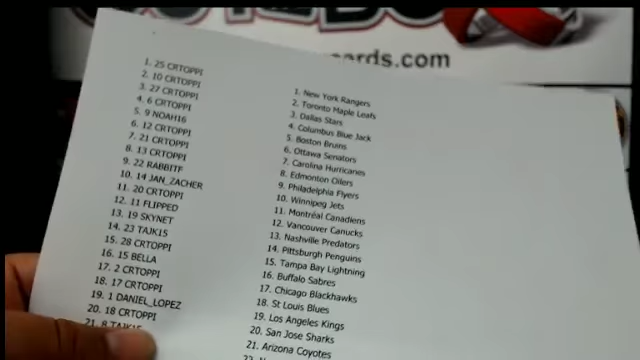 ards.com
1. 25 CRTOPPI
2. 10 CRTOPPI
3. 27 CRTOPPI
4. 6 CRTOPPI
5. 9 NOAH16
6. 12 CRTOPPI
7. 21 CRTOPPI
8. 13 CRTOPPI
9. 22 RABBITF
10. 14 JAN_ZACHER
11. 20 CRTOPPI
12. 11 FLIPPED
13. 19 SKYNET
14. 23 TAJK15
15. 28 CRTOPPI
16. 15 BELLA
17. 2 CRTOPPI
18. 17 CRTOPPI
19. 1 DANIEL_LOPEZ
20. 18 CRTOPPI
21. 8 TAJK15
1. New York Rangers
2. Toronto Maple Leafs
3. Dallas Stars
4. Columbus Blue Jack
5. Boston Bruins
6. Ottawa Senators
7. Carolina Hurricanes
8. Edmonton Oilers
9. Philadelphia Flyers
10. Winnipeg Jets
11. Montréal Canadiens
12. Vancouver Canucks
13. Nashville Predators
14. Pittsburgh Penguins
15. Tampa Bay Lightning
16. Buffalo Sabres
17. Chicago Blackhawks
18. St Louis Blues
19. Los Angeles Kings
20. San Jose Sharks
21. Arizona Coyotes